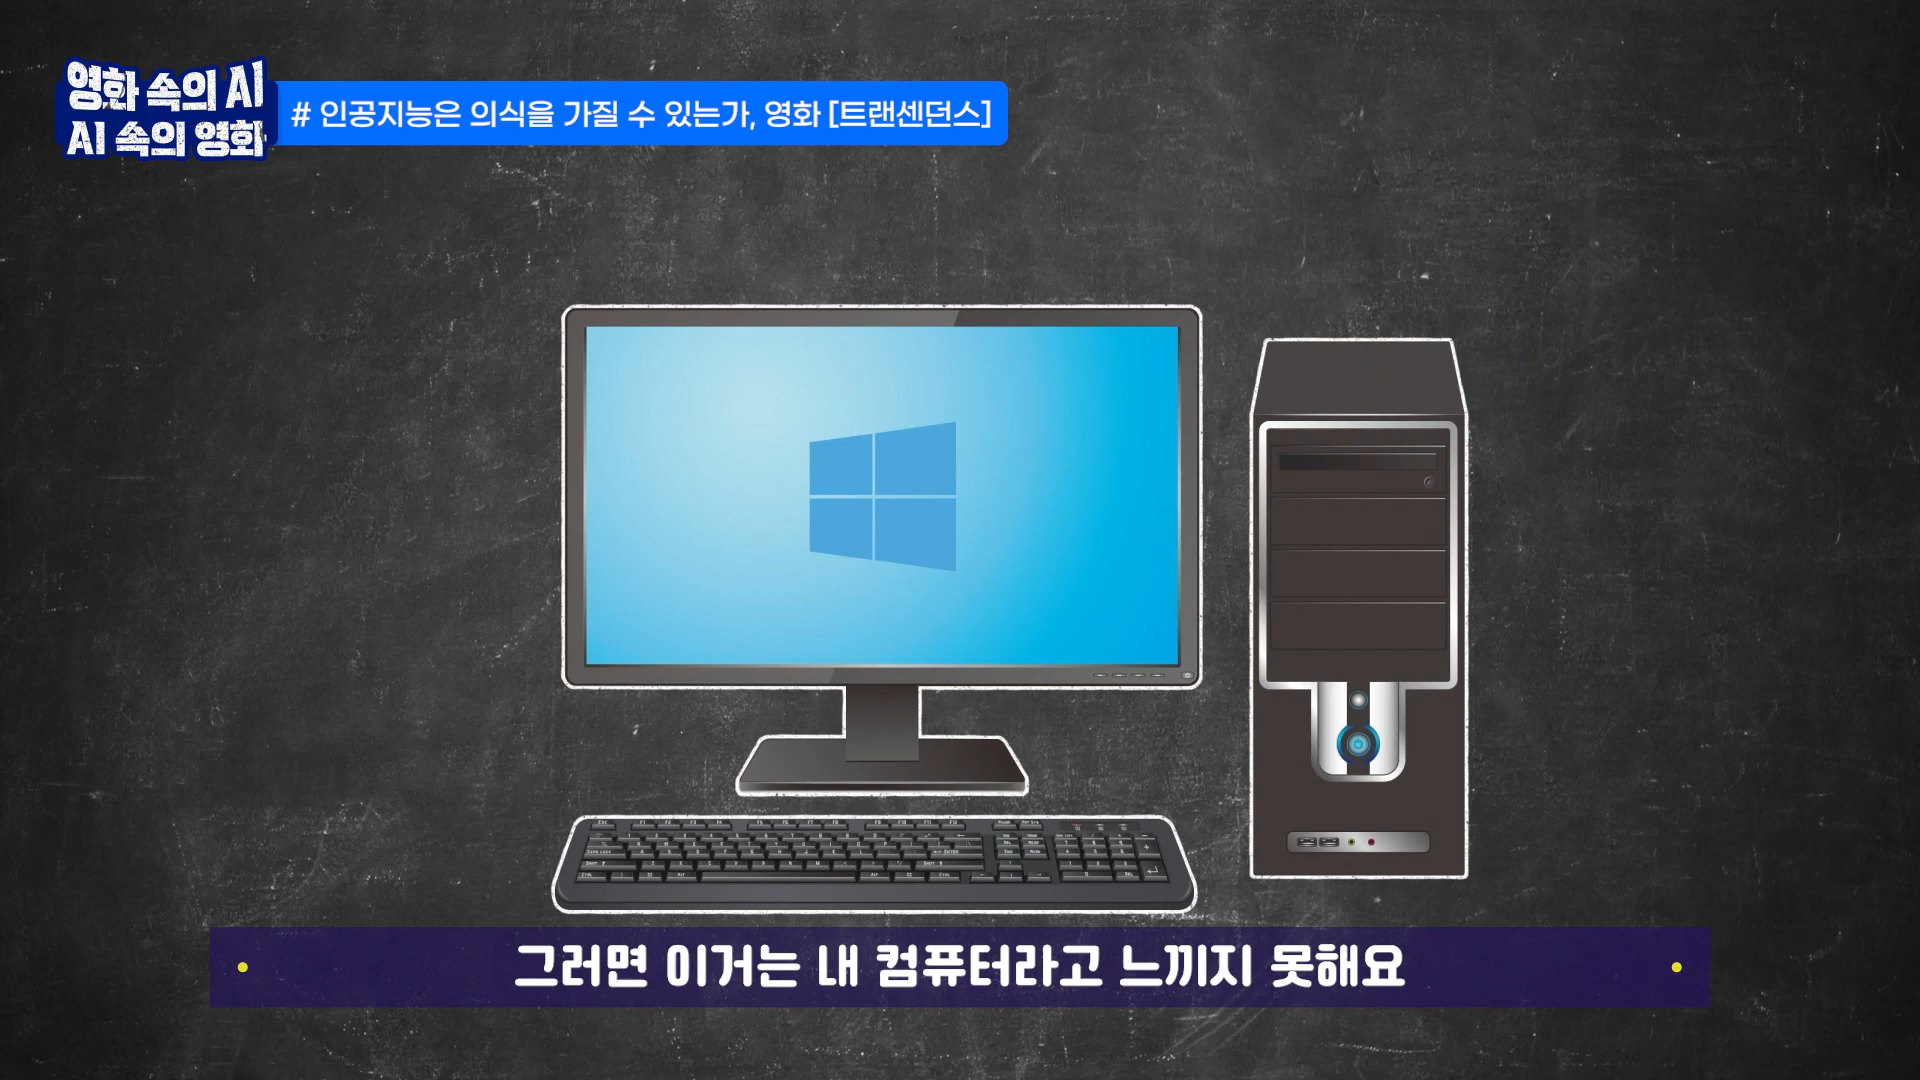 영화 속의 AI
AI 속의 영화
# 인공지능은 의식을 가질 수 있는가, 영화 [트랜센던스]
그러면 이거는 내 컴퓨터라고 느끼지 못해요